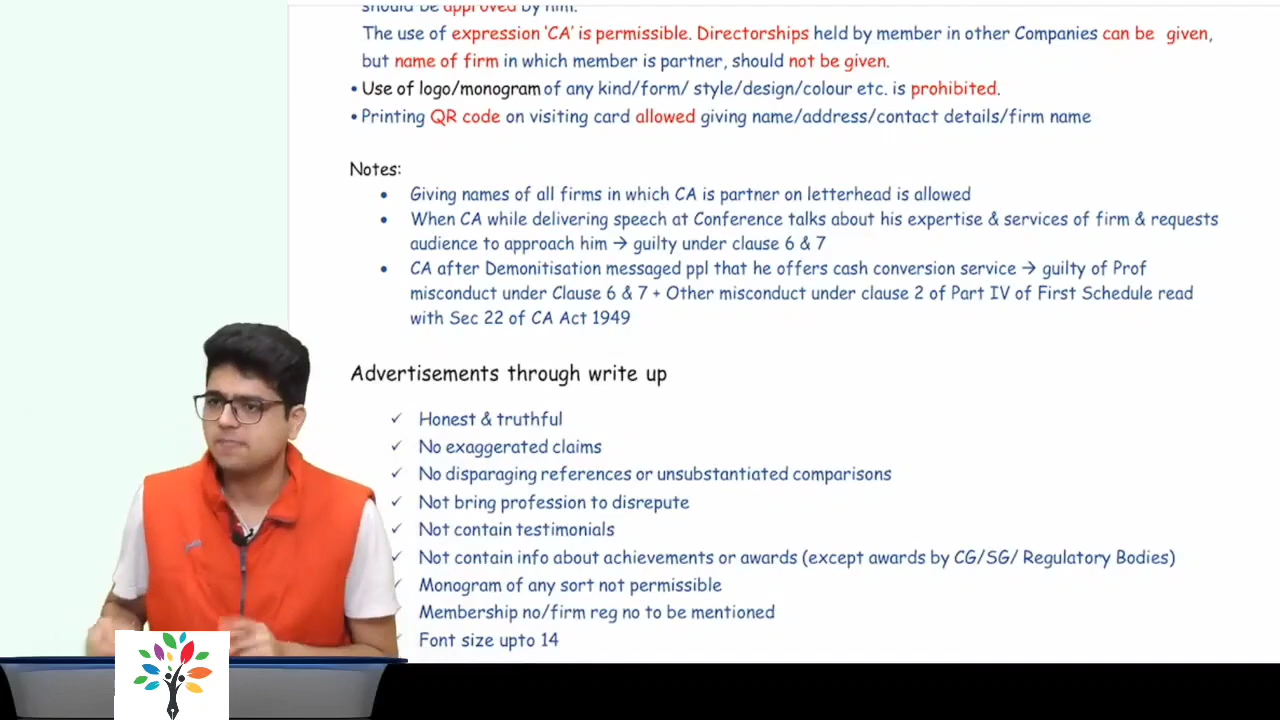 should be approved by him.
The use of expression 'CA' is permissible. Directorships held by member in other Companies can be given,
but name of firm in which member is partner, should not be given.
• Use of logo/monogram of any kind/form/ style/design/colour etc. is prohibited.
• Printing QR code on visiting card allowed giving name/address/contact details/firm name
Notes:
• Giving names of all firms in which CA is partner on letterhead is allowed
• When CA while delivering speech at Conference talks about his expertise & services of firm & requests
audience to approach him → guilty under clause 6 & 7
• CA after Demonitisation messaged ppl that he offers cash conversion service → guilty of Prof
misconduct under Clause 6 & 7 + Other misconduct under clause 2 of Part IV of First Schedule read
with Sec 22 of CA Act 1949
Advertisements through write up
✓ Honest & truthful
✓ No exaggerated claims
✓ No disparaging references or unsubstantiated comparisons
✓ Not bring profession to disrepute
✓ Not contain testimonials
✓ Not contain info about achievements or awards (except awards by CG/SG/ Regulatory Bodies)
✓ Monogram of any sort not permissible
Membership no/firm reg no to be mentioned
✓ Font size upto 14